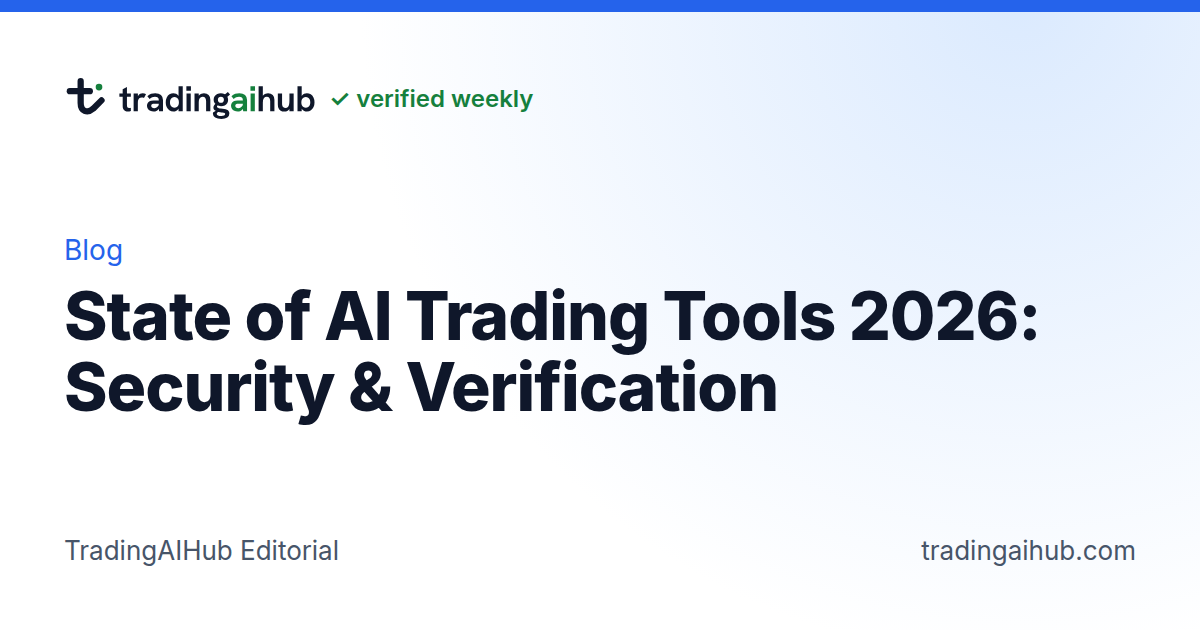 tradingaihub ✓ verified weekly
Blog
State of AI Trading Tools 2026:
Security & Verification
TradingAIHub Editorial
tradingaihub.com